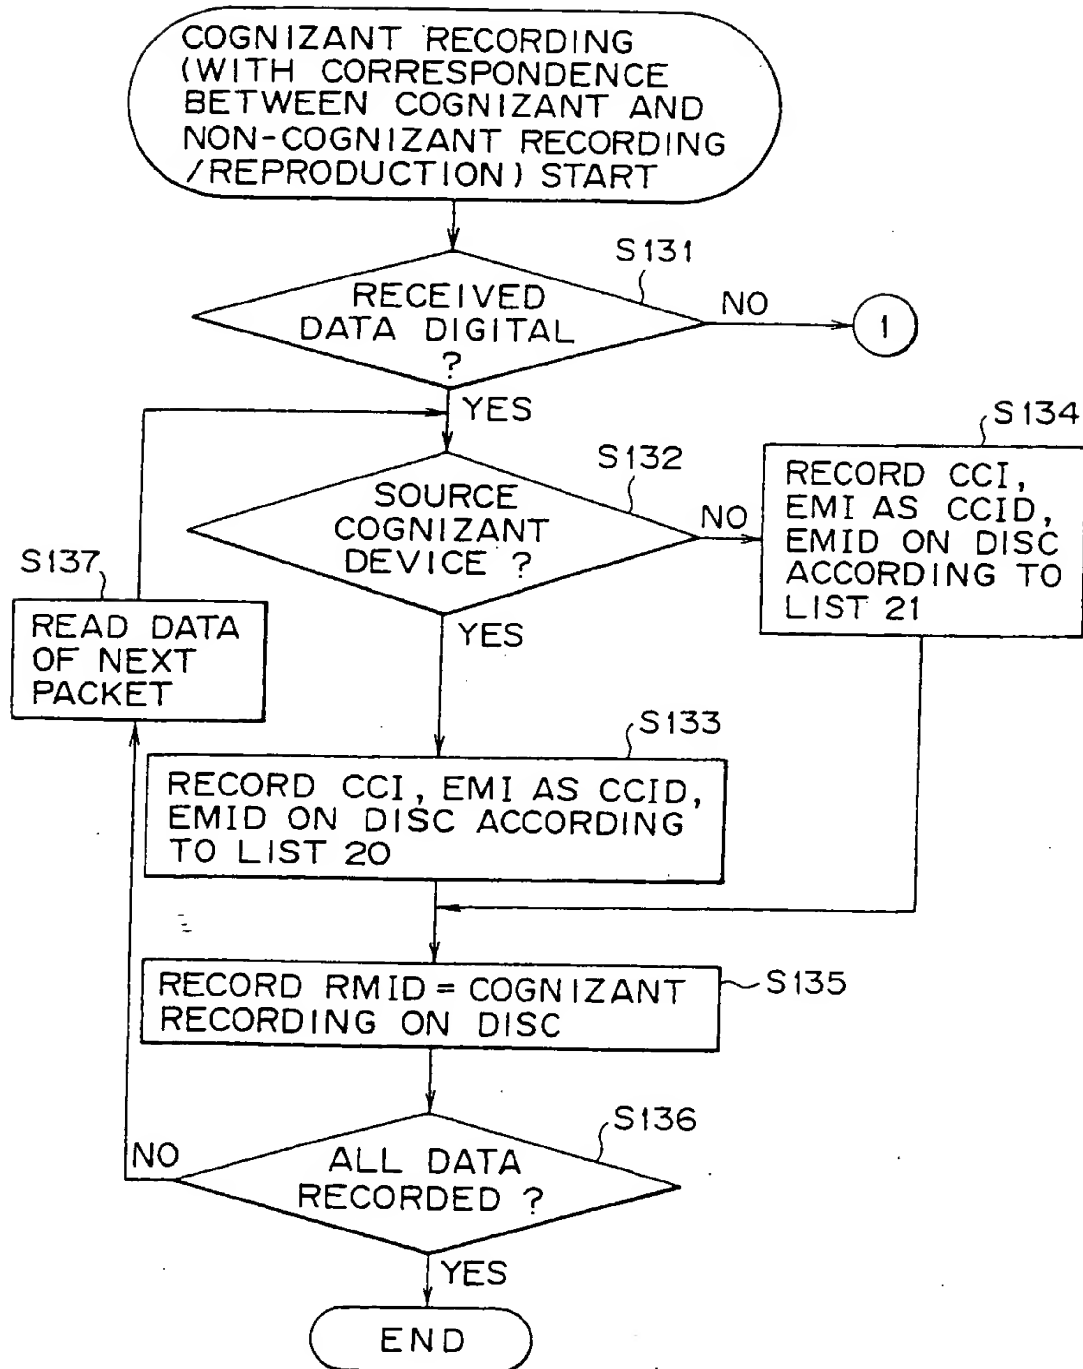 COGNIZANT RECORDING
(WITH CORRESPONDENCE
BETWEEN COGNIZANT AND
NON-COGNIZANT RECORDING
/REPRODUCTION) START
S131
RECEIVED
DATA DIGITAL
?
NO
1
YES
S132
SOURCE
COGNIZANT
DEVICE ?
NO
S134
RECORD CCI,
EMI AS CCID,
EMID ON DISC
ACCORDING TO
LIST 21
S137
READ DATA
OF NEXT
PACKET
YES
S133
RECORD CCI, EMI AS CCID,
EMID ON DISC ACCORDING
TO LIST 20
RECORD RMID = COGNIZANT
RECORDING ON DISC
S135
S136
ALL DATA
RECORDED ?
NO
YES
END